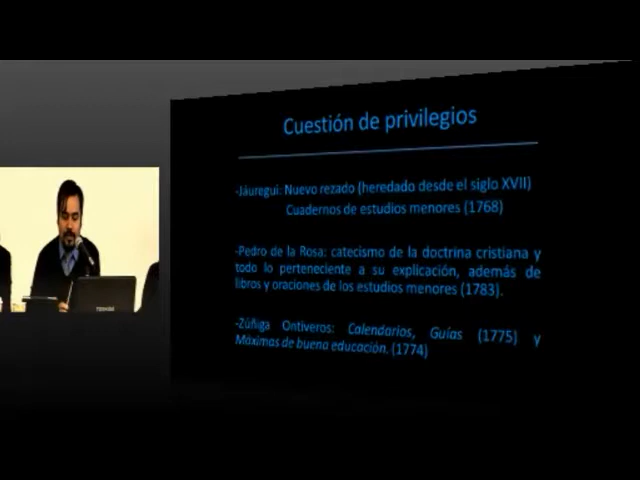 Cuestión de privilegios
-Jáuregui: Nuevo rezado (heredado desde el siglo XVII)
Cuadernos de estudios menores (1768)
-Pedro de la Rosa: catecismo de la doctrina cristiana y
todo lo perteneciente a su explicación, además de
libros y oraciones de los estudios menores (1783).
-Zúñiga Ontiveros: Calendarios, Guías (1775) y
Máximas de buena educación. (1774)
TOSHIBA